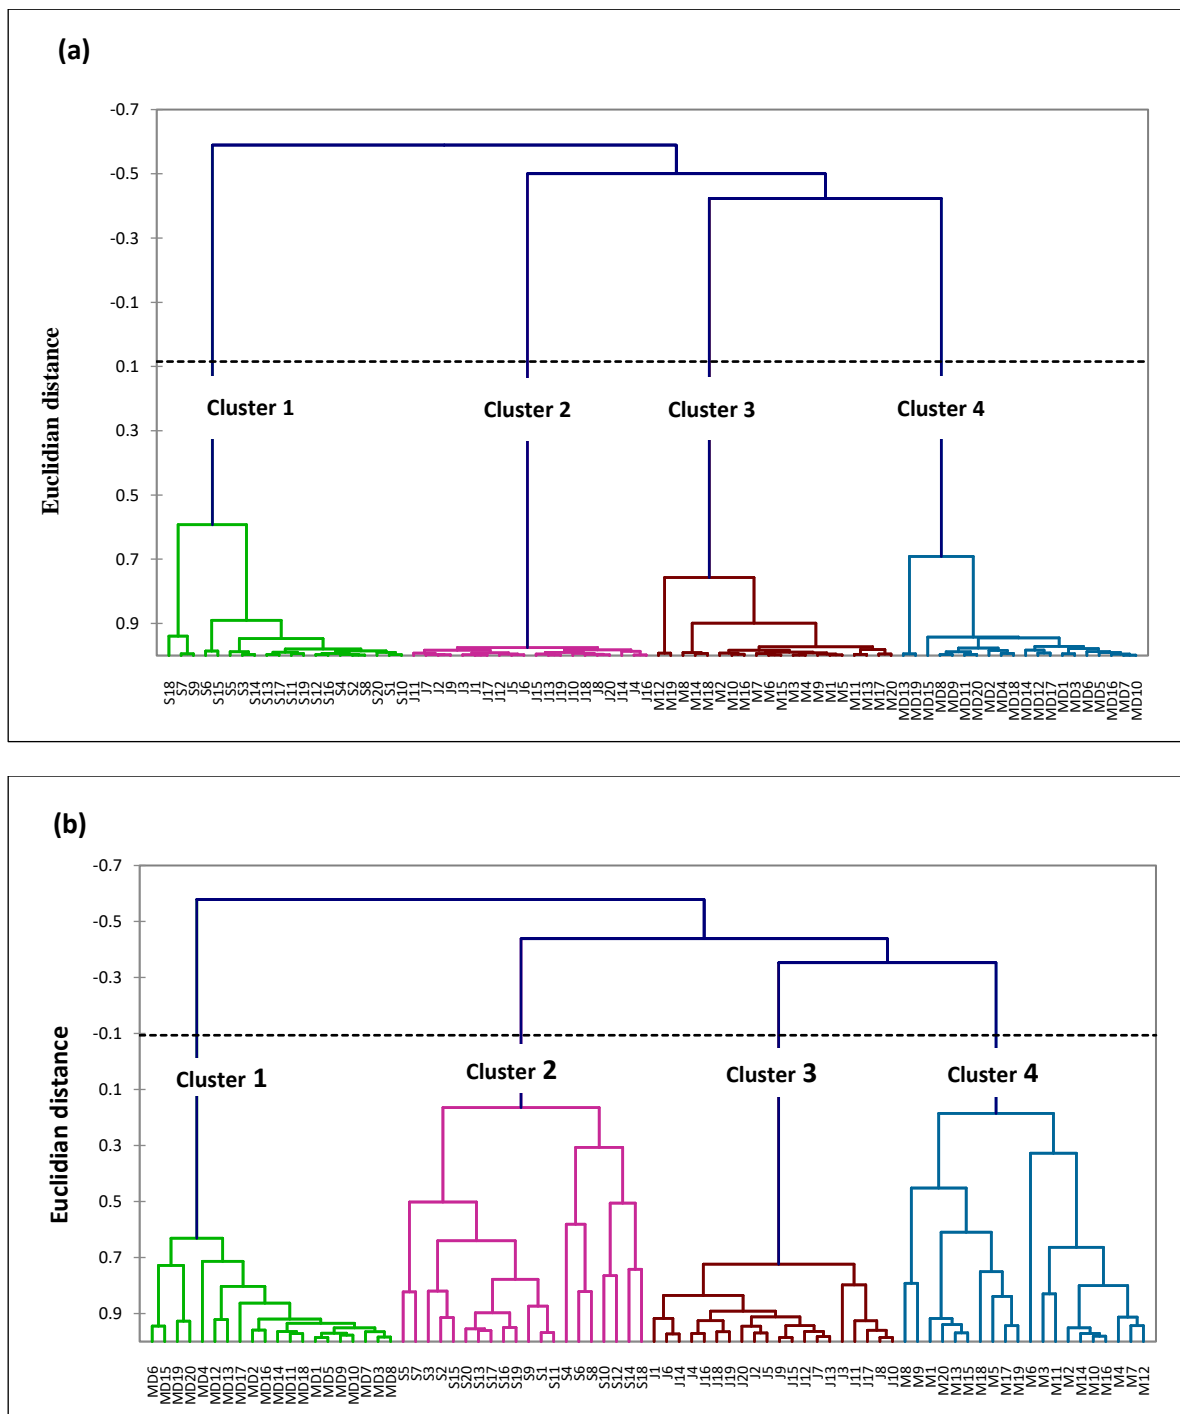 (a)
Euclidian distance
-0.7
-0.5
-0.3
-0.1
0.1
0.3
0.5
0.7
0.9
Cluster 1
Cluster 2
Cluster 3
Cluster 4
S18
S7
S9
S6
S15
S5
S3
S14
S13
S17
S11
S19
S12
S16
S4
S2
S8
S20
S1
S10
J11
J7
J2
J9
J3
J1
J17
J12
J5
J6
J15
J13
J19
J10
J18
J8
J20
J14
J4
J16
M12
M19
M8
M14
M18
M2
M10
M16
M7
M6
M15
M3
M4
M9
M1
M5
M11
M13
M17
M20
MD13
MD19
MD15
MD8
MD9
MD11
MD20
MD2
MD4
MD18
MD14
MD12
MD17
MD1
MD3
MD6
MD5
MD16
MD7
MD10
(b)
Euclidian distance
-0.7
-0.5
-0.3
-0.1
0.1
0.3
0.5
0.7
0.9
Cluster 1
Cluster 2
Cluster 3
Cluster 4
MD6
MD15
MD19
MD20
MD4
MD12
MD13
MD17
MD2
MD16
MD14
MD11
MD18
MD1
MD5
MD9
MD10
MD7
MD3
MD8
S5
S7
S3
S2
S15
S20
S13
S17
S16
S19
S9
S1
S11
S4
S6
S8
S10
S12
S14
S18
J1
J6
J14
J4
J16
J18
J19
J20
J2
J5
J9
J15
J12
J7
J13
J3
J11
J17
J8
J10
M8
M9
M1
M20
M13
M15
M18
M5
M17
M19
M6
M3
M11
M2
M14
M10
M16
M4
M7
M12